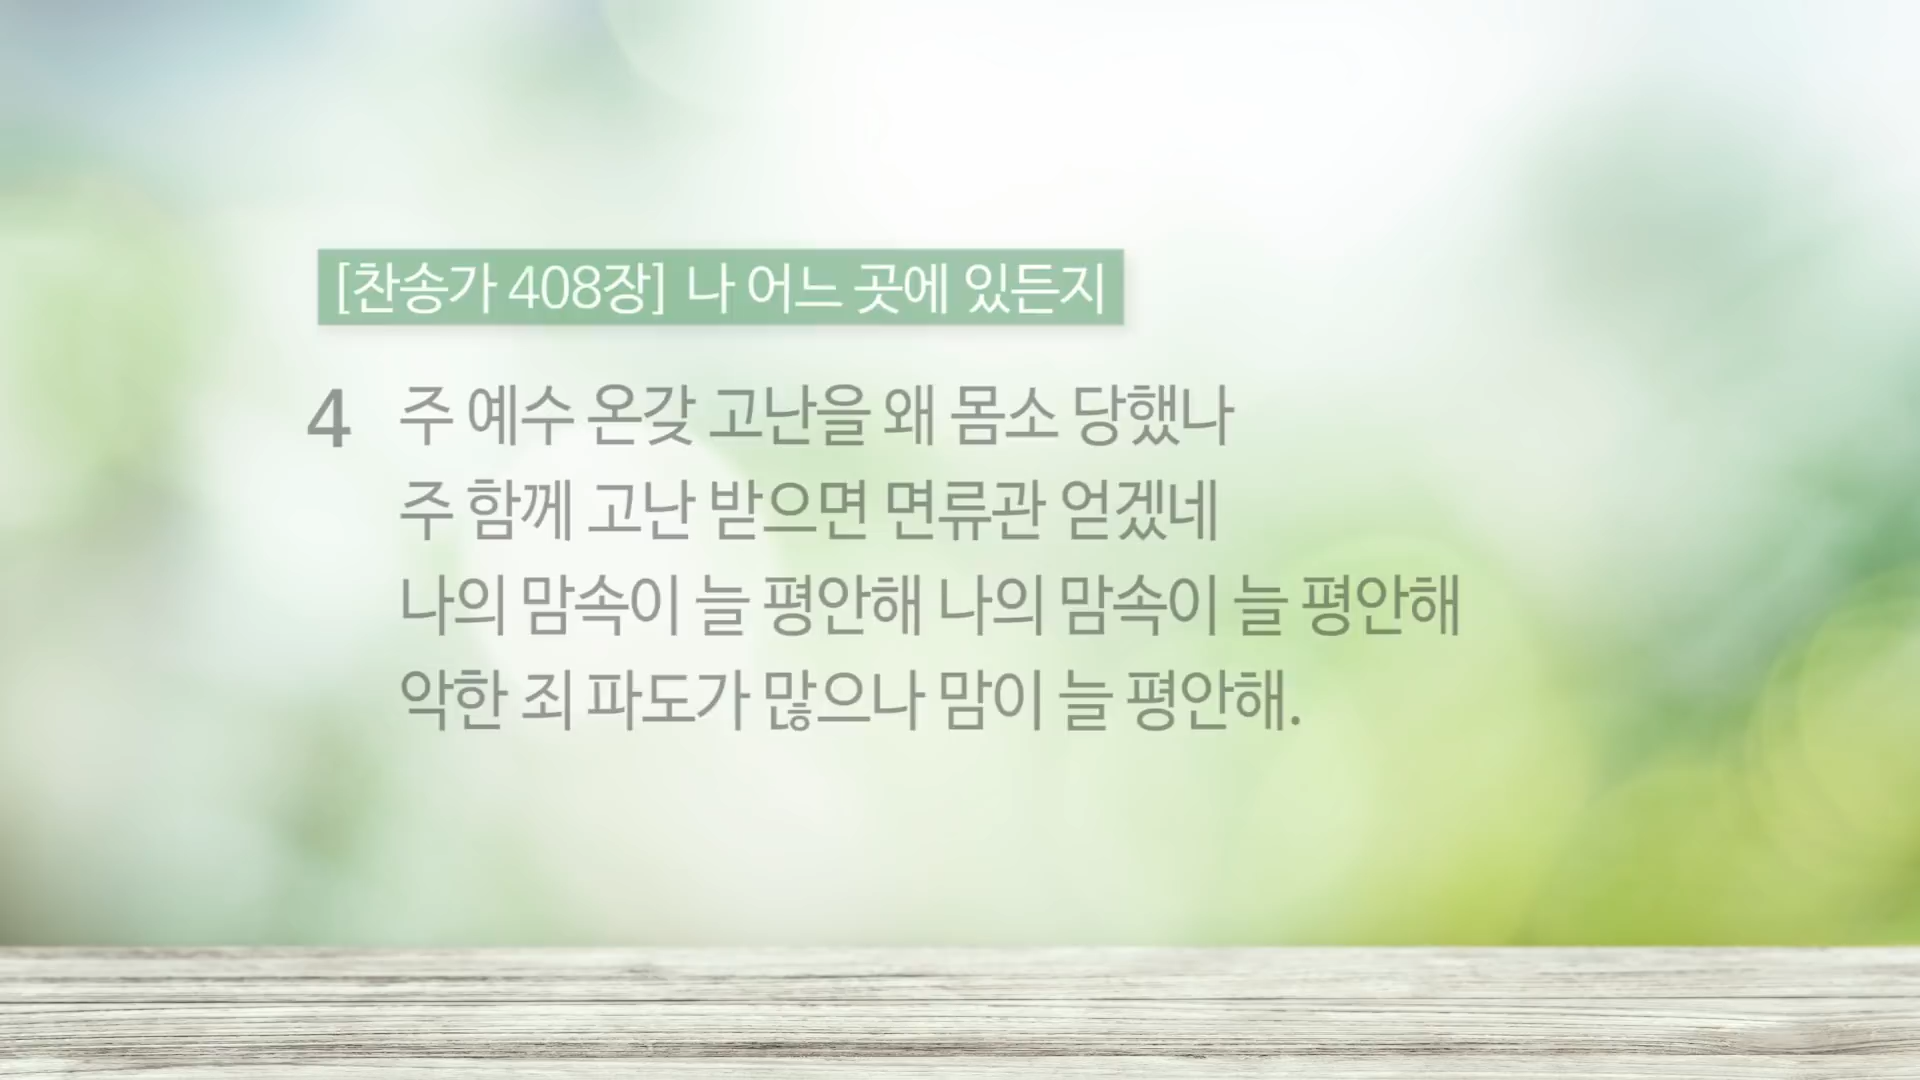 [찬송가 408장] 나 어느 곳에 있든지
4 주 예수 온갖 고난을 왜 몸소 당했나
주 함께 고난 받으면 면류관 얻겠네
나의 맘속이 늘 평안해 나의 맘속이 늘 평안해
악한 죄 파도가 많으나 맘이 늘 평안해.